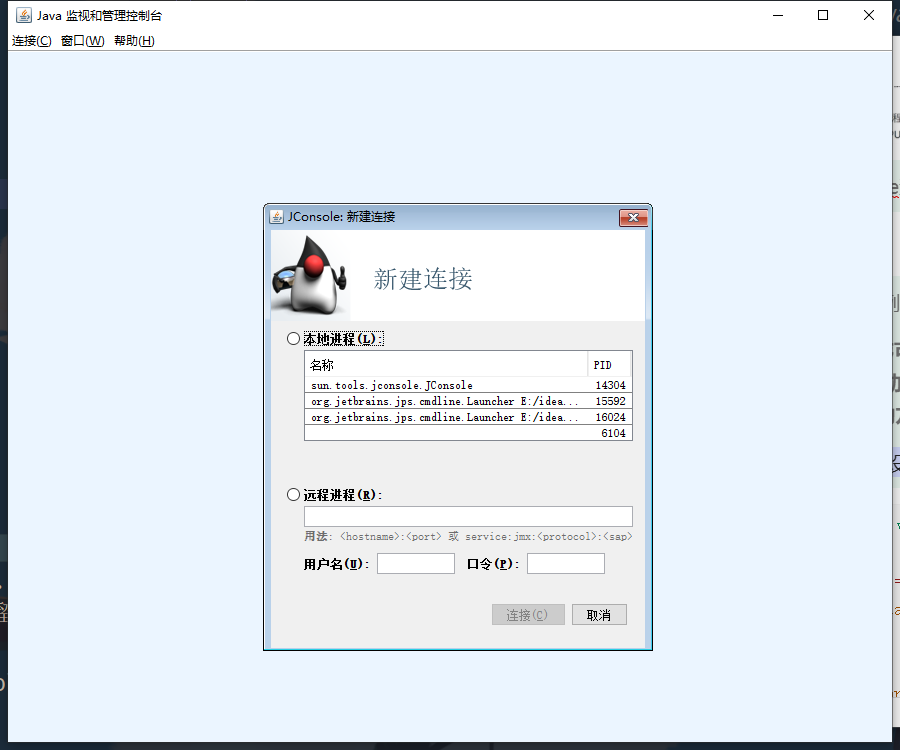 Java 监视和管理控制台
连接(C) 窗口(W) 帮助(H)
JConsole: 新建连接
新建连接
本地进程(L):
名称 PID
sun.tools.jconsole.JConsole 14304
org.jetbrains.jps.cmdline.Launcher E:/idea... 15592
org.jetbrains.jps.cmdline.Launcher E:/idea... 16024
6104
远程进程(R):
用法: <hostname>:<port> 或 service:jmx:<protocol>:<sap>
用户名(U): 口令(P):
连接(C) 取消